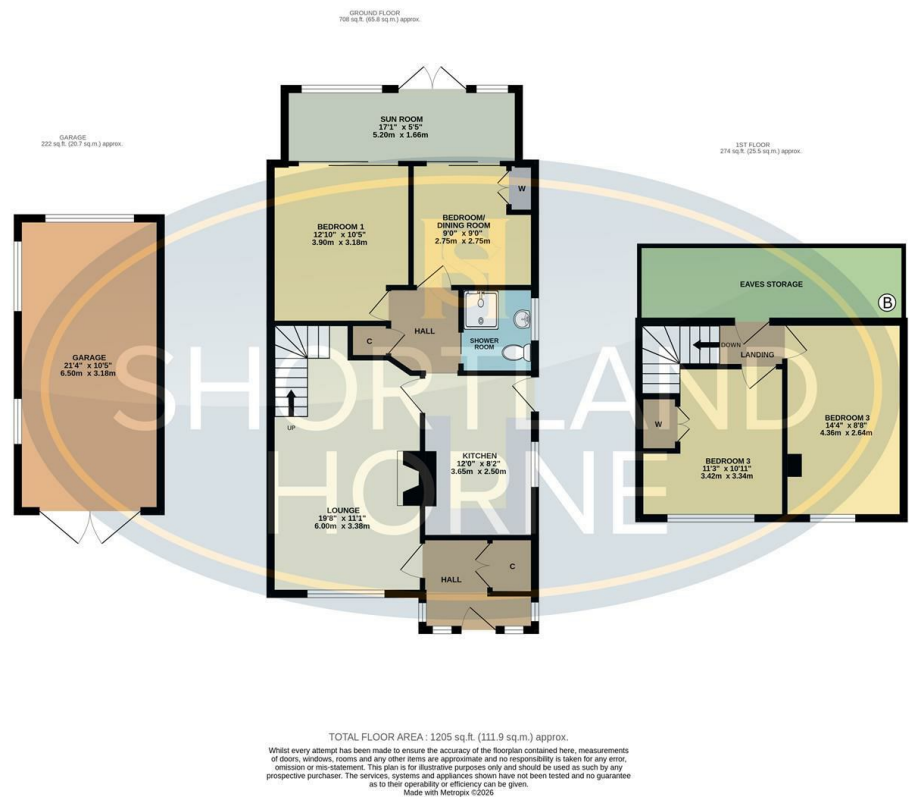 GROUND FLOOR
708 sq.ft. (65.8 sq.m.) approx.
GARAGE
222 sq.ft. (20.7 sq.m.) approx.
1ST FLOOR
274 sq.ft. (25.5 sq.m.) approx.
SUN ROOM
17'1" x 5'5"
5.20m x 1.66m
BEDROOM 1
12'10" x 10'5"
3.90m x 3.18m
BEDROOM/
DINING ROOM
9'0" x 9'0"
2.75m x 2.75m
W
EAVES STORAGE
B
HALL
C
SHOWER
ROOM
DOWN
LANDING
GARAGE
21'4" x 10'5"
6.50m x 3.18m
UP
W
BEDROOM 3
14'4" x 8'8"
4.36m x 2.64m
KITCHEN
12'0" x 8'2"
3.65m x 2.50m
BEDROOM 3
11'3" x 10'11"
3.42m x 3.34m
LOUNGE
19'8" x 11'1"
6.00m x 3.38m
HALL
C
SHORTLAND
HORNE
TOTAL FLOOR AREA : 1205 sq.ft. (111.9 sq.m.) approx.
Whilst every attempt has been made to ensure the accuracy of the floorplan contained here, measurements
of doors, windows, rooms and any other items are approximate and no responsibility is taken for any error,
omission or mis-statement. This plan is for illustrative purposes only and should be used as such by any
prospective purchaser. The services, systems and appliances shown have not been tested and no guarantee
as to their operability or efficiency can be given.
Made with Metropix ©2026